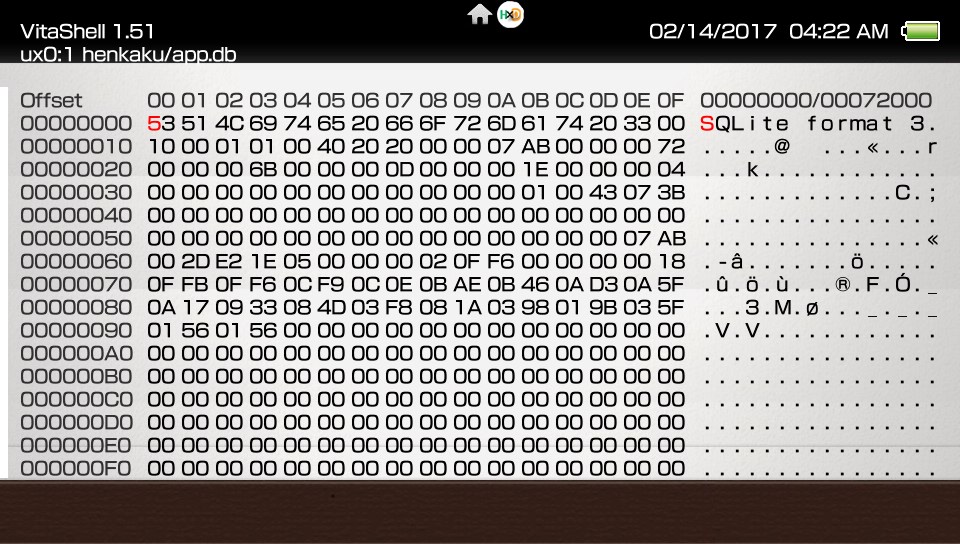 VitaShell 1.51
HxD
02/14/2017 04:22 AM
ux0:1 henkaku/app.db
Offset 00 01 02 03 04 05 06 07 08 09 0A 0B 0C 0D 0E 0F 00000000/00072000
00000000 53 51 4C 69 74 65 20 66 6F 72 6D 61 74 20 33 00 SQLite format 3.
00000010 10 00 01 01 00 40 20 20 00 00 07 AB 00 00 00 72 .....@  ...«...r
00000020 00 00 00 6B 00 00 00 0D 00 00 00 1E 00 00 00 04 ...k............
00000030 00 00 00 00 00 00 00 00 00 00 00 01 00 43 07 3B .............C.;
00000040 00 00 00 00 00 00 00 00 00 00 00 00 00 00 00 00 ................
00000050 00 00 00 00 00 00 00 00 00 00 00 00 00 00 07 AB ...............«
00000060 00 2D E2 1E 05 00 00 00 02 0F F6 00 00 00 00 18 .-â.......ö.....
00000070 0F FB 0F F6 0C F9 0C 0E 0B AE 0B 46 0A D3 0A 5F .û.ö.ù...®.F.Ó._
00000080 0A 17 09 33 08 4D 03 F8 08 1A 03 98 01 9B 03 5F ...3.M.ø..._._._
00000090 01 56 01 56 00 00 00 00 00 00 00 00 00 00 00 00 .V.V............
000000A0 00 00 00 00 00 00 00 00 00 00 00 00 00 00 00 00 ................
000000B0 00 00 00 00 00 00 00 00 00 00 00 00 00 00 00 00 ................
000000C0 00 00 00 00 00 00 00 00 00 00 00 00 00 00 00 00 ................
000000D0 00 00 00 00 00 00 00 00 00 00 00 00 00 00 00 00 ................
000000E0 00 00 00 00 00 00 00 00 00 00 00 00 00 00 00 00 ................
000000F0 00 00 00 00 00 00 00 00 00 00 00 00 00 00 00 00 ................